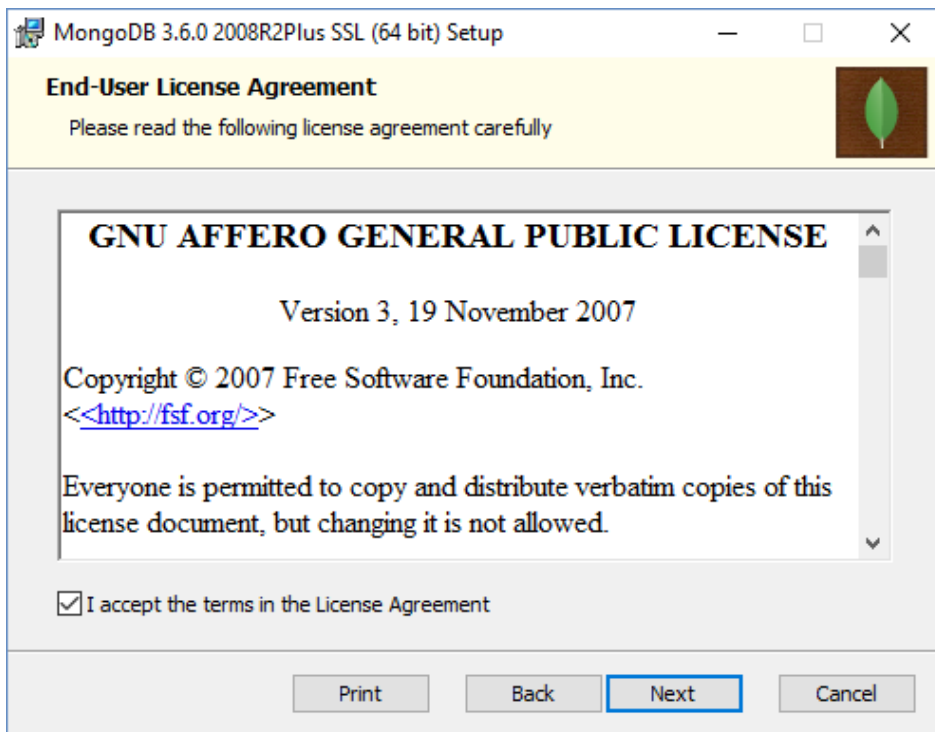 MongoDB 3.6.0 2008R2Plus SSL (64 bit) Setup
End-User License Agreement
Please read the following license agreement carefully
GNU AFFERO GENERAL PUBLIC LICENSE
Version 3, 19 November 2007
Copyright © 2007 Free Software Foundation, Inc.
<<http://fsf.org/>>
Everyone is permitted to copy and distribute verbatim copies of this
license document, but changing it is not allowed.
I accept the terms in the License Agreement
Print Back Next Cancel